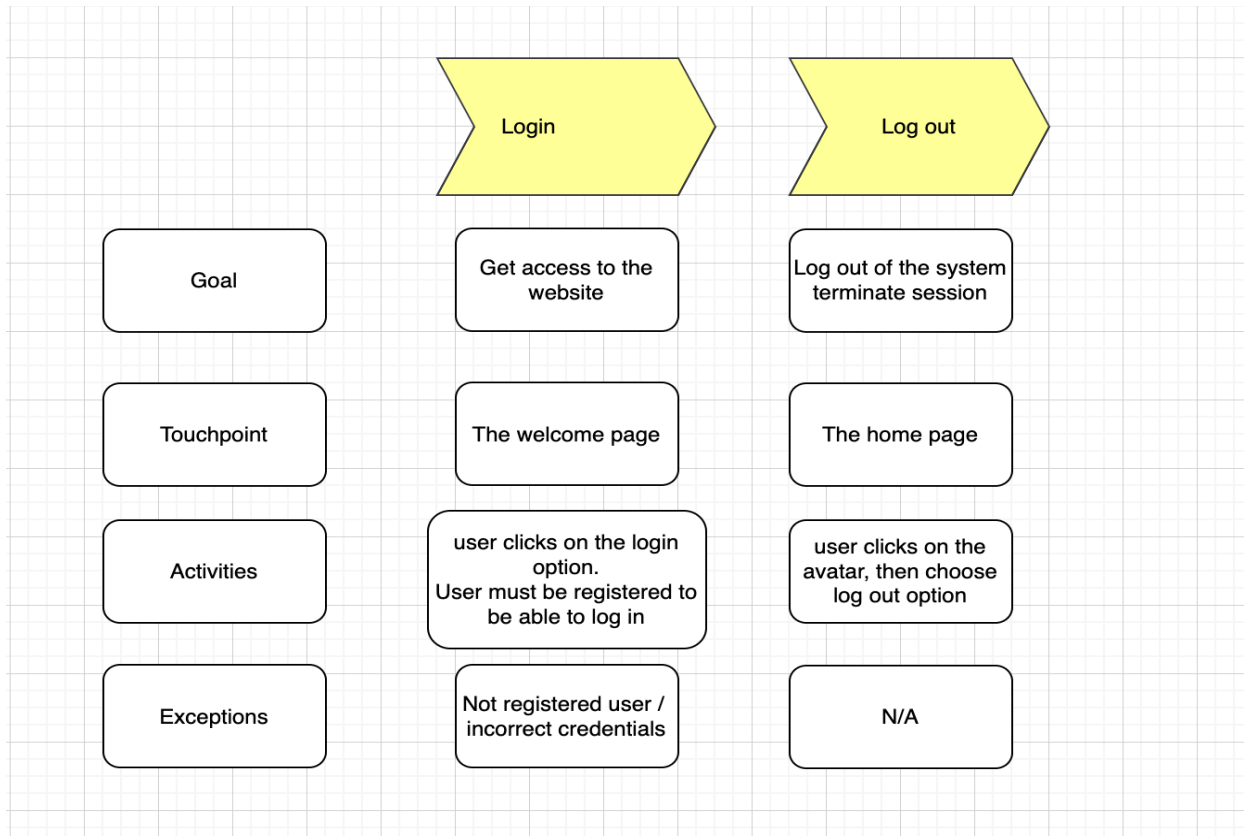 Login
Log out
Goal
Get access to the
website
Log out of the system
terminate session
Touchpoint
The welcome page
The home page
Activities
user clicks on the login
option.
User must be registered to
be able to log in
user clicks on the
avatar, then choose
log out option
Exceptions
Not registered user /
incorrect credentials
N/A